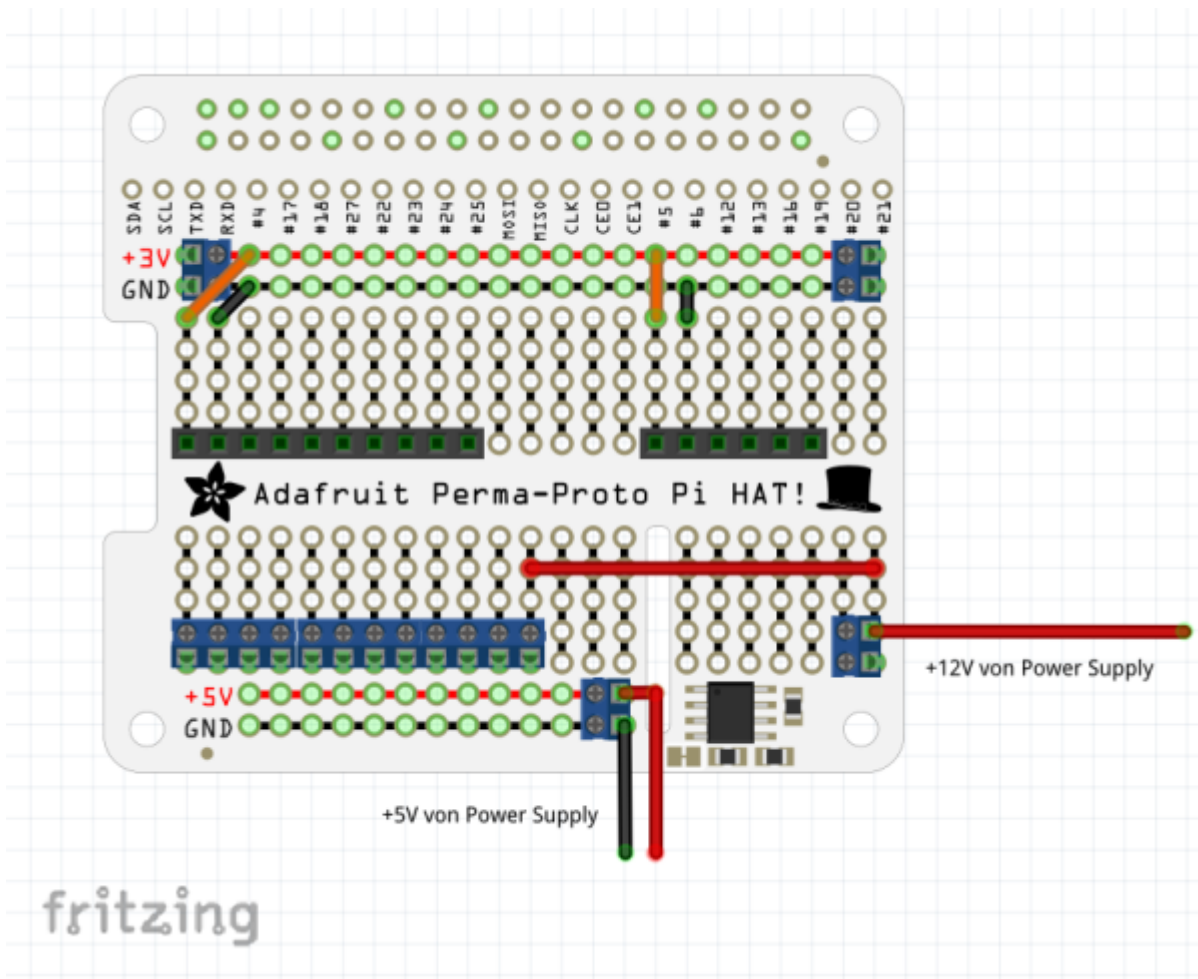 SDA SCL TXD RXD #4 #17 #18 #27 #22 #23 #24 #25 MOSI MISO CLK CE0 CE1 #5 #6 #12 #13 #16 #19 #20 #21
+3V
GND
Adafruit Perma-Proto Pi HAT!
+12V von Power Supply
+5V
GND
+5V von Power Supply
fritzing